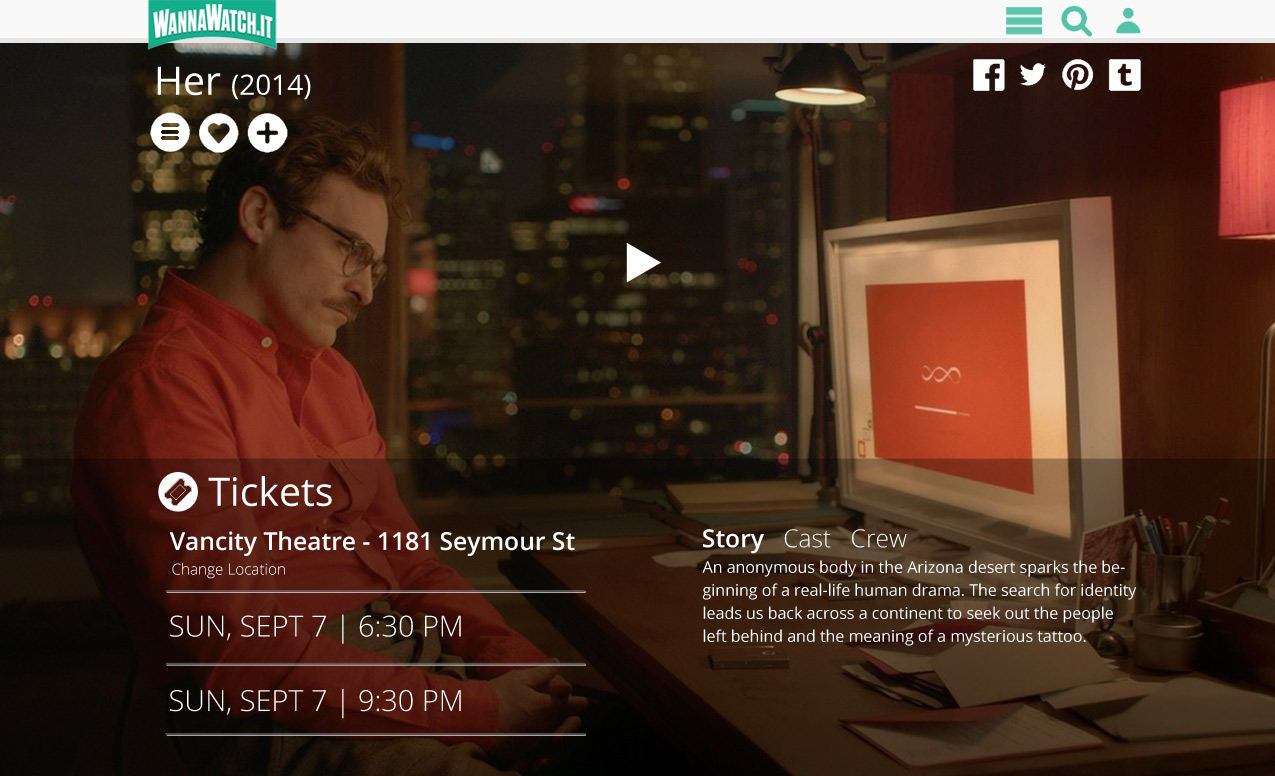 WANNAWATCH.IT
Her (2014)
Tickets
Vancity Theatre - 1181 Seymour St
Change Location
SUN, SEPT 7 | 6:30 PM
SUN, SEPT 7 | 9:30 PM
Story Cast Crew
An anonymous body in the Arizona desert sparks the be-
ginning of a real-life human drama. The search for identity
leads us back across a continent to seek out the people
left behind and the meaning of a mysterious tattoo.